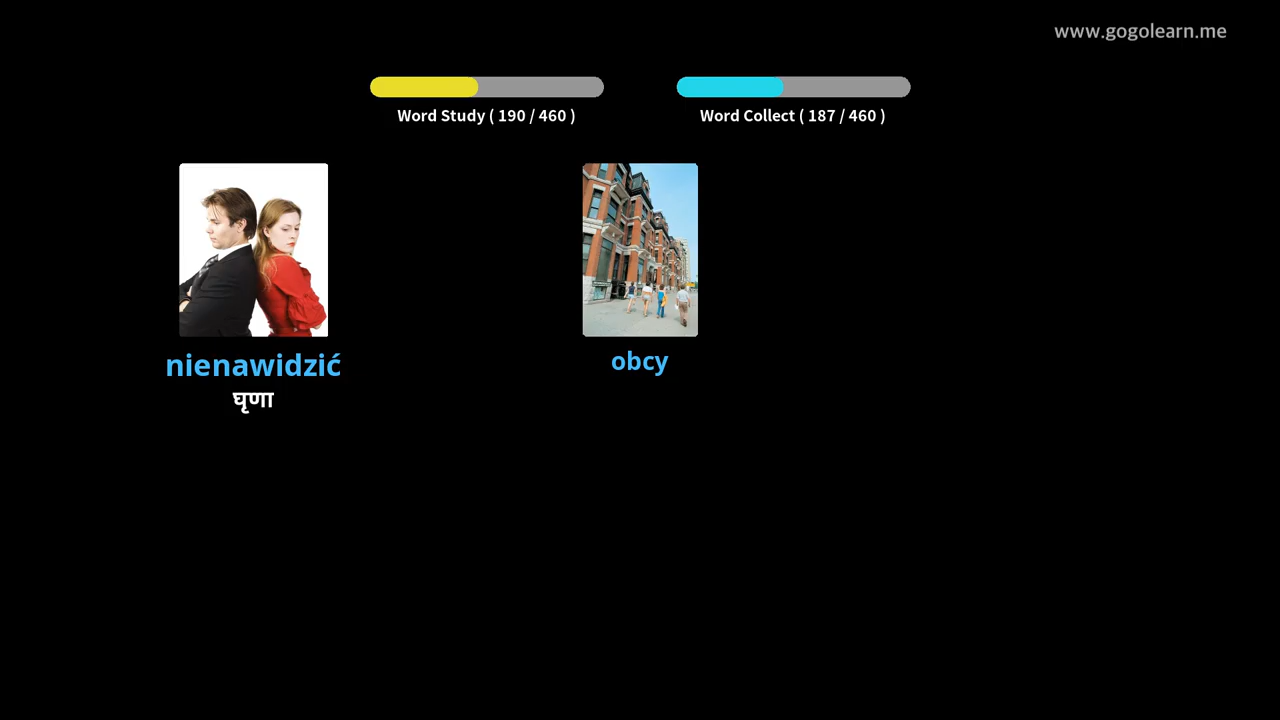 www.gogolearn.me
Word Study ( 190 / 460 )
Word Collect ( 187 / 460 )
nienawidzić
घृणा
obcy